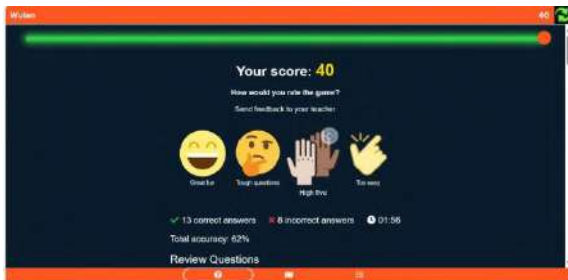 Wulan 40
Your score: 40
How would you rate the game?
Send feedback to your teacher
Great fun Tough questions High five Too easy
13 correct answers 8 incorrect answers 01:56
Total accuracy: 62%
Review Questions